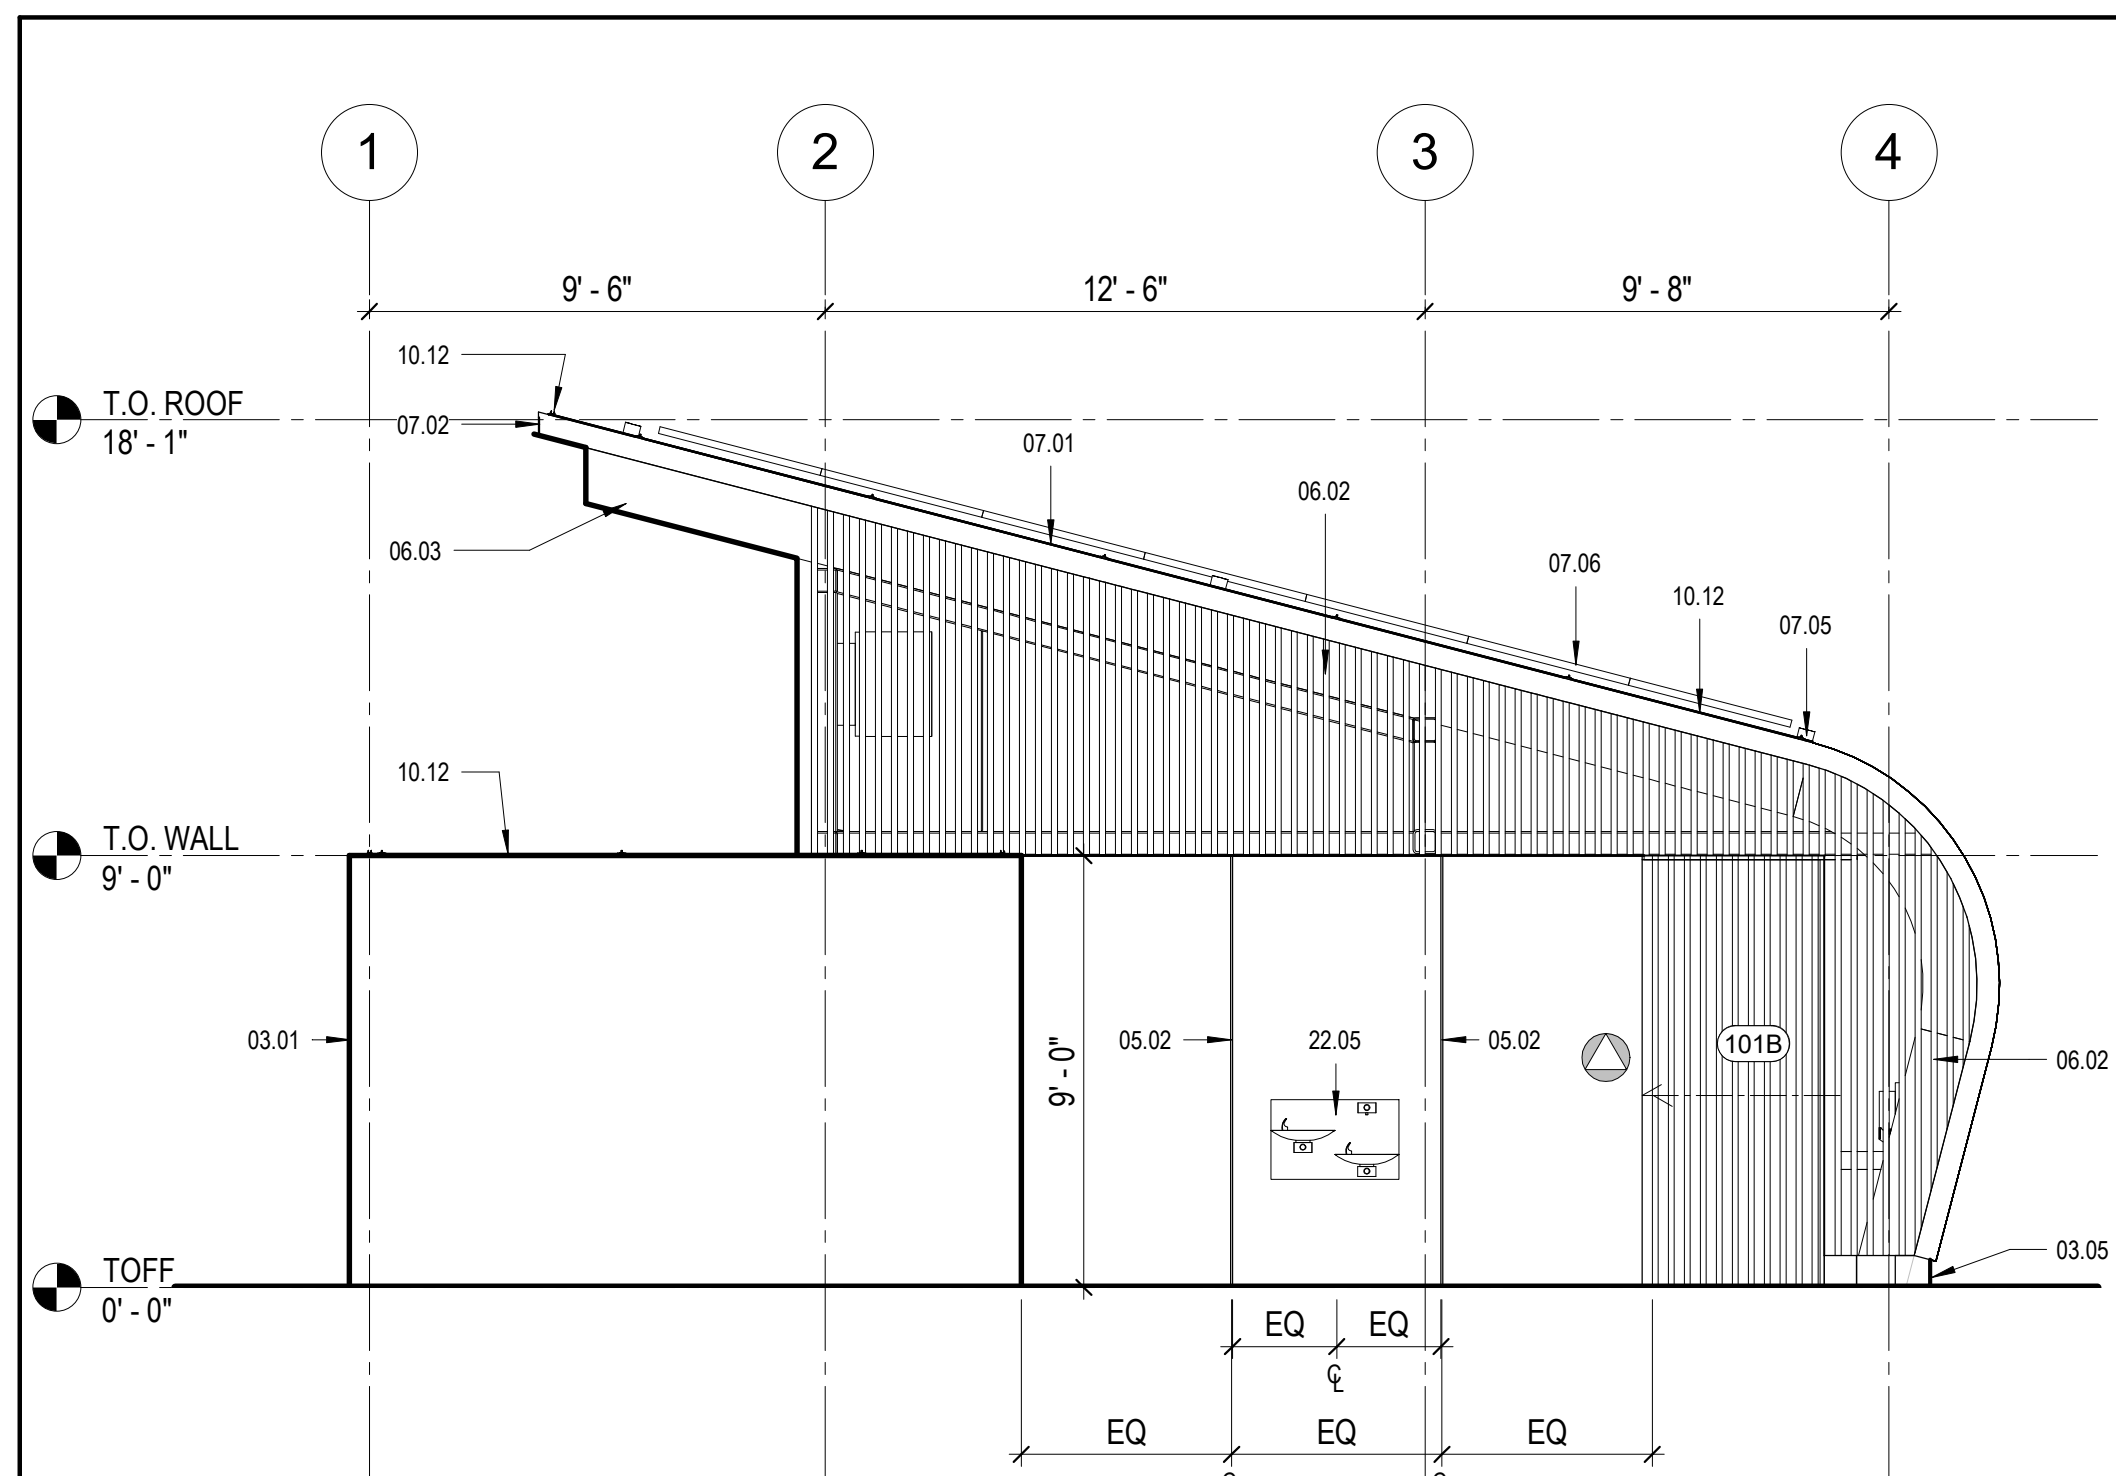 1 2 3 4
9' - 6" 12' - 6" 9' - 8"
10.12
T.O. ROOF
18' - 1"
07.02
07.01
06.02
06.03
07.06
10.12
07.05
10.12
T.O. WALL
9' - 0"
03.01
9' - 0"
05.02
22.05
05.02
101B
06.02
03.05
TOFF
0' - 0"
EQ EQ
CL
EQ EQ EQ